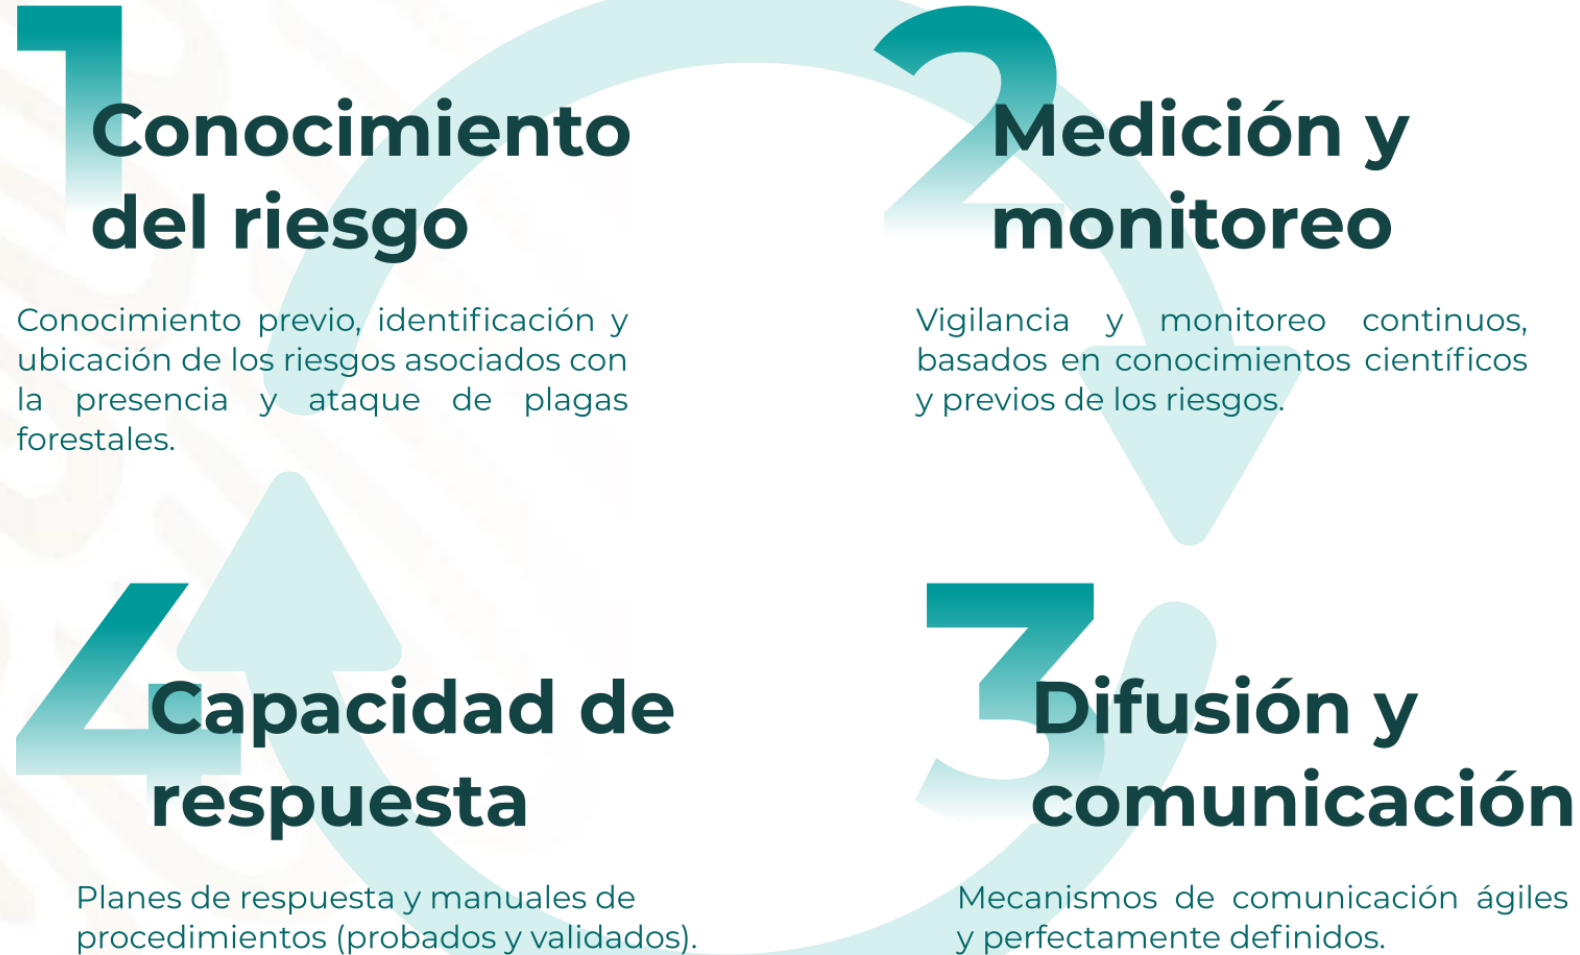 1
Conocimiento
del riesgo
Conocimiento previo, identificación y
ubicación de los riesgos asociados con
la presencia y ataque de plagas
forestales.
2
Medición y
monitoreo
Vigilancia y monitoreo continuos,
basados en conocimientos científicos
y previos de los riesgos.
3
Difusión y
comunicación
Mecanismos de comunicación ágiles
y perfectamente definidos.
4
Capacidad de
respuesta
Planes de respuesta y manuales de
procedimientos (probados y validados).